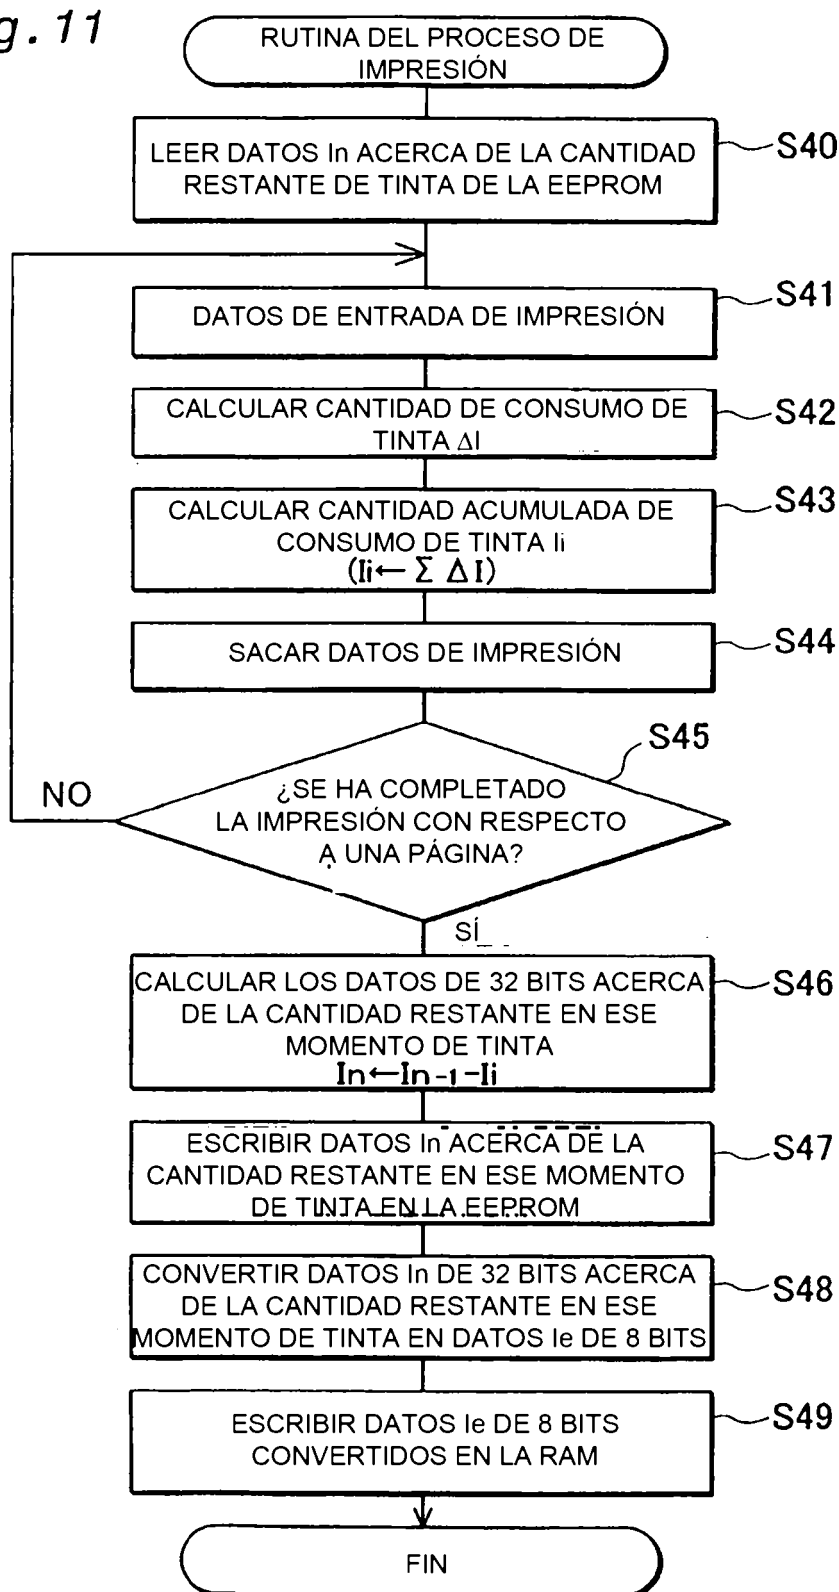 g. 11
RUTINA DEL PROCESO DE
IMPRESIÓN
LEER DATOS In ACERCA DE LA CANTIDAD
RESTANTE DE TINTA DE LA EEPROM
S40
DATOS DE ENTRADA DE IMPRESIÓN
S41
CALCULAR CANTIDAD DE CONSUMO DE
TINTA ΔI
S42
CALCULAR CANTIDAD ACUMULADA DE
CONSUMO DE TINTA Ii
(Ii← Σ ΔI)
S43
SACAR DATOS DE IMPRESIÓN
S44
S45
¿SE HA COMPLETADO
LA IMPRESIÓN CON RESPECTO
A UNA PÁGINA?
NO
SÍ
CALCULAR LOS DATOS DE 32 BITS ACERCA
DE LA CANTIDAD RESTANTE EN ESE
MOMENTO DE TINTA
In←In-1-Ii
S46
ESCRIBIR DATOS In ACERCA DE LA
CANTIDAD RESTANTE EN ESE MOMENTO
DE TINTA EN LA EEPROM
S47
CONVERTIR DATOS In DE 32 BITS ACERCA
DE LA CANTIDAD RESTANTE EN ESE
MOMENTO DE TINTA EN DATOS Ie DE 8 BITS
S48
ESCRIBIR DATOS Ie DE 8 BITS
CONVERTIDOS EN LA RAM
S49
FIN